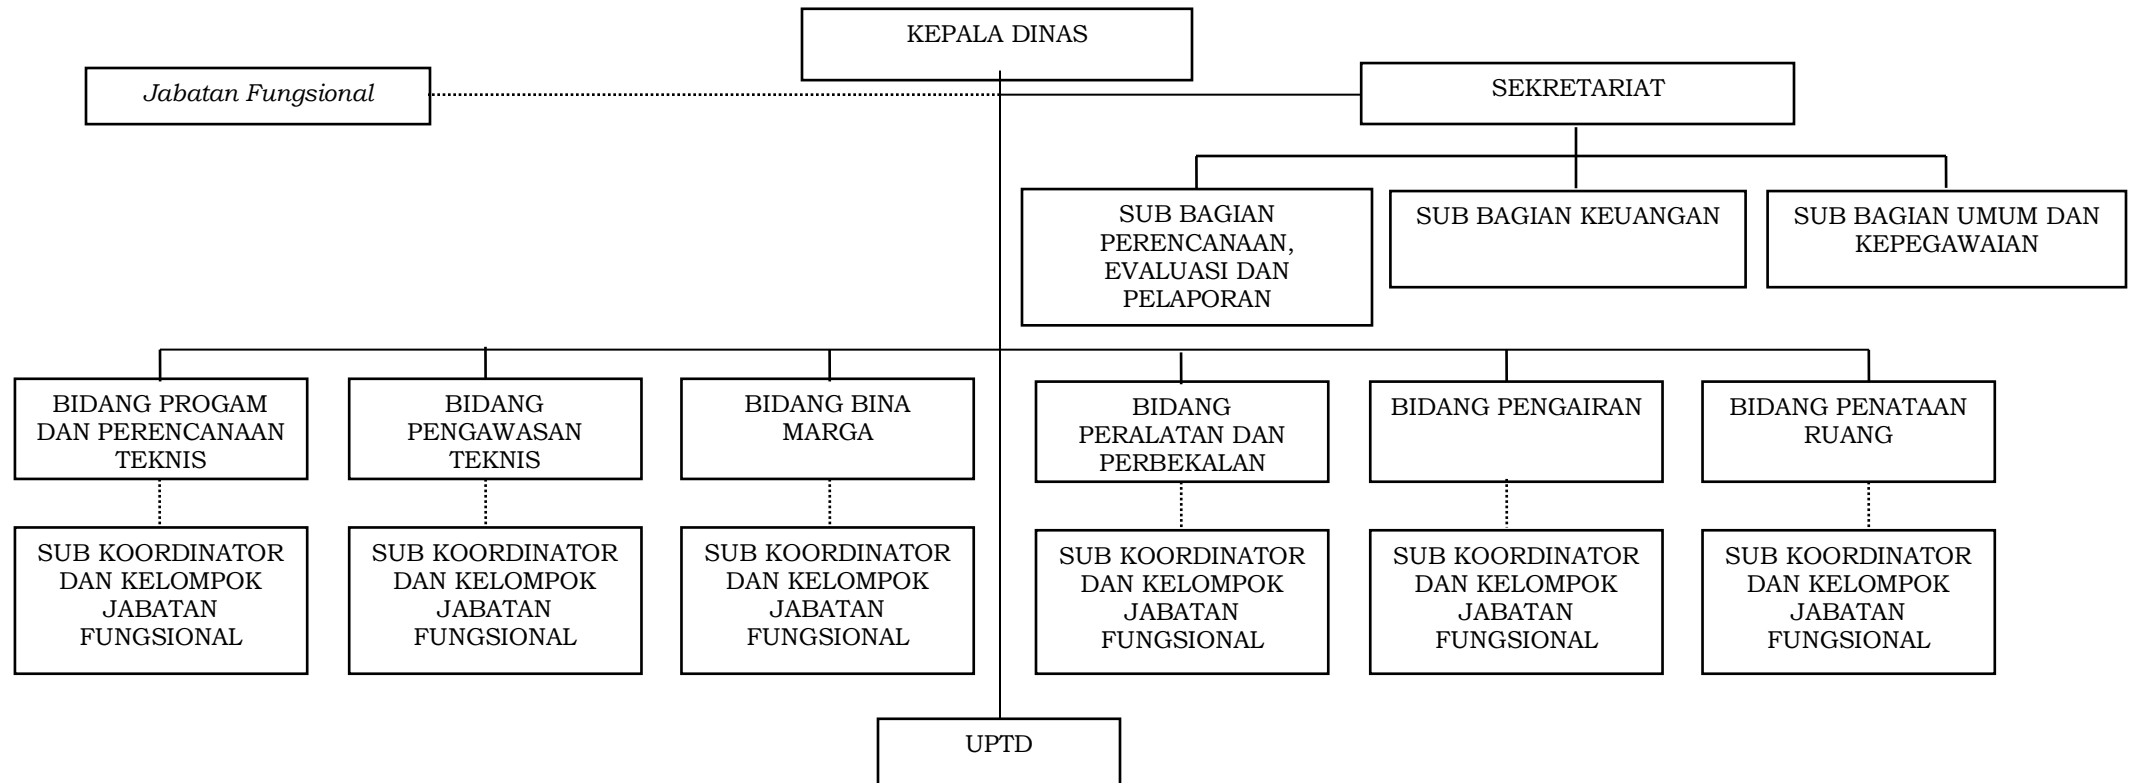 KEPALA DINAS
Jabatan Fungsional
SEKRETARIAT
SUB BAGIAN
PERENCANAAN,
EVALUASI DAN
PELAPORAN
SUB BAGIAN KEUANGAN
SUB BAGIAN UMUM DAN
KEPEGAWAIAN
BIDANG PROGAM
DAN PERENCANAAN
TEKNIS
BIDANG
PENGAWASAN
TEKNIS
BIDANG BINA
MARGA
BIDANG
PERALATAN DAN
PERBEKALAN
BIDANG PENGAIRAN
BIDANG PENATAAN
RUANG
SUB KOORDINATOR
DAN KELOMPOK
JABATAN
FUNGSIONAL
SUB KOORDINATOR
DAN KELOMPOK
JABATAN
FUNGSIONAL
SUB KOORDINATOR
DAN KELOMPOK
JABATAN
FUNGSIONAL
SUB KOORDINATOR
DAN KELOMPOK
JABATAN
FUNGSIONAL
SUB KOORDINATOR
DAN KELOMPOK
JABATAN
FUNGSIONAL
SUB KOORDINATOR
DAN KELOMPOK
JABATAN
FUNGSIONAL
UPTD